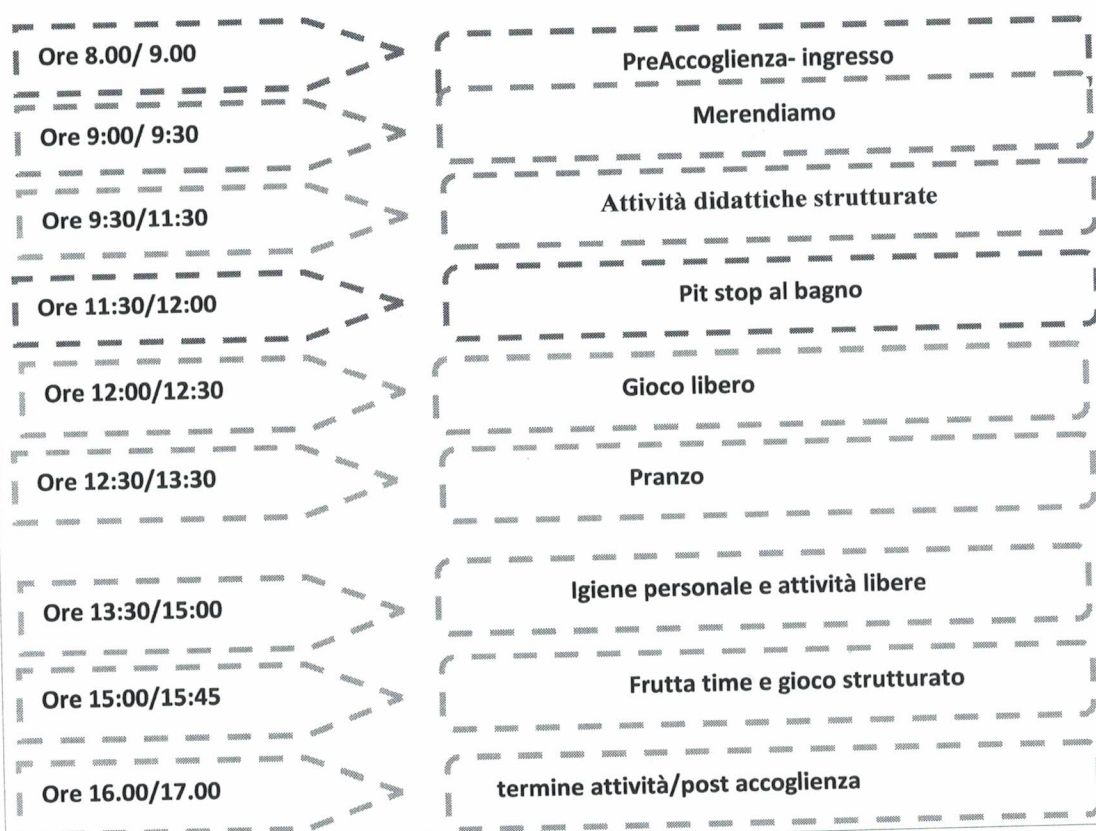 Ore 8.00/ 9.00
PreAccoglienza- ingresso
Ore 9:00/ 9:30
Merendiamo
Ore 9:30/11:30
Attività didattiche strutturate
Ore 11:30/12:00
Pit stop al bagno
Ore 12:00/12:30
Gioco libero
Ore 12:30/13:30
Pranzo
Ore 13:30/15:00
Igiene personale e attività libere
Ore 15:00/15:45
Frutta time e gioco strutturato
Ore 16.00/17.00
termine attività/post accoglienza